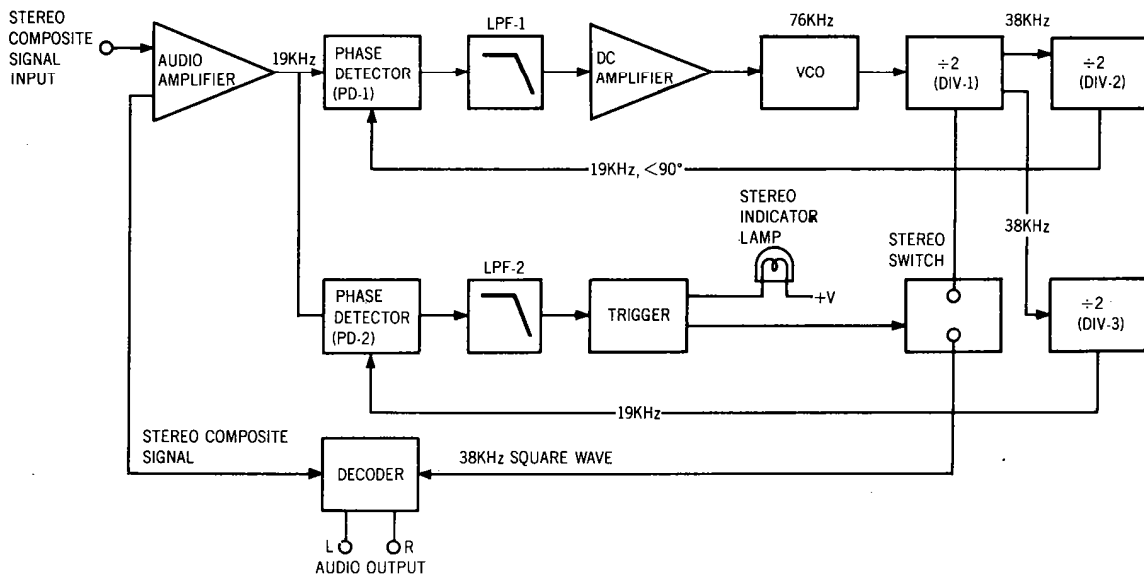 STEREO
COMPOSITE
SIGNAL
INPUT
AUDIO
AMPLIFIER
19KHz
PHASE
DETECTOR
(PD-1)
LPF-1
DC
AMPLIFIER
76KHz
VCO
÷2
(DIV-1)
38KHz
÷2
(DIV-2)
19KHz, <90°
STEREO
INDICATOR
LAMP
+V
38KHz
STEREO
SWITCH
PHASE
DETECTOR
(PD-2)
LPF-2
TRIGGER
÷2
(DIV-3)
19KHz
STEREO COMPOSITE
SIGNAL
DECODER
38KHz SQUARE WAVE
L R
AUDIO OUTPUT